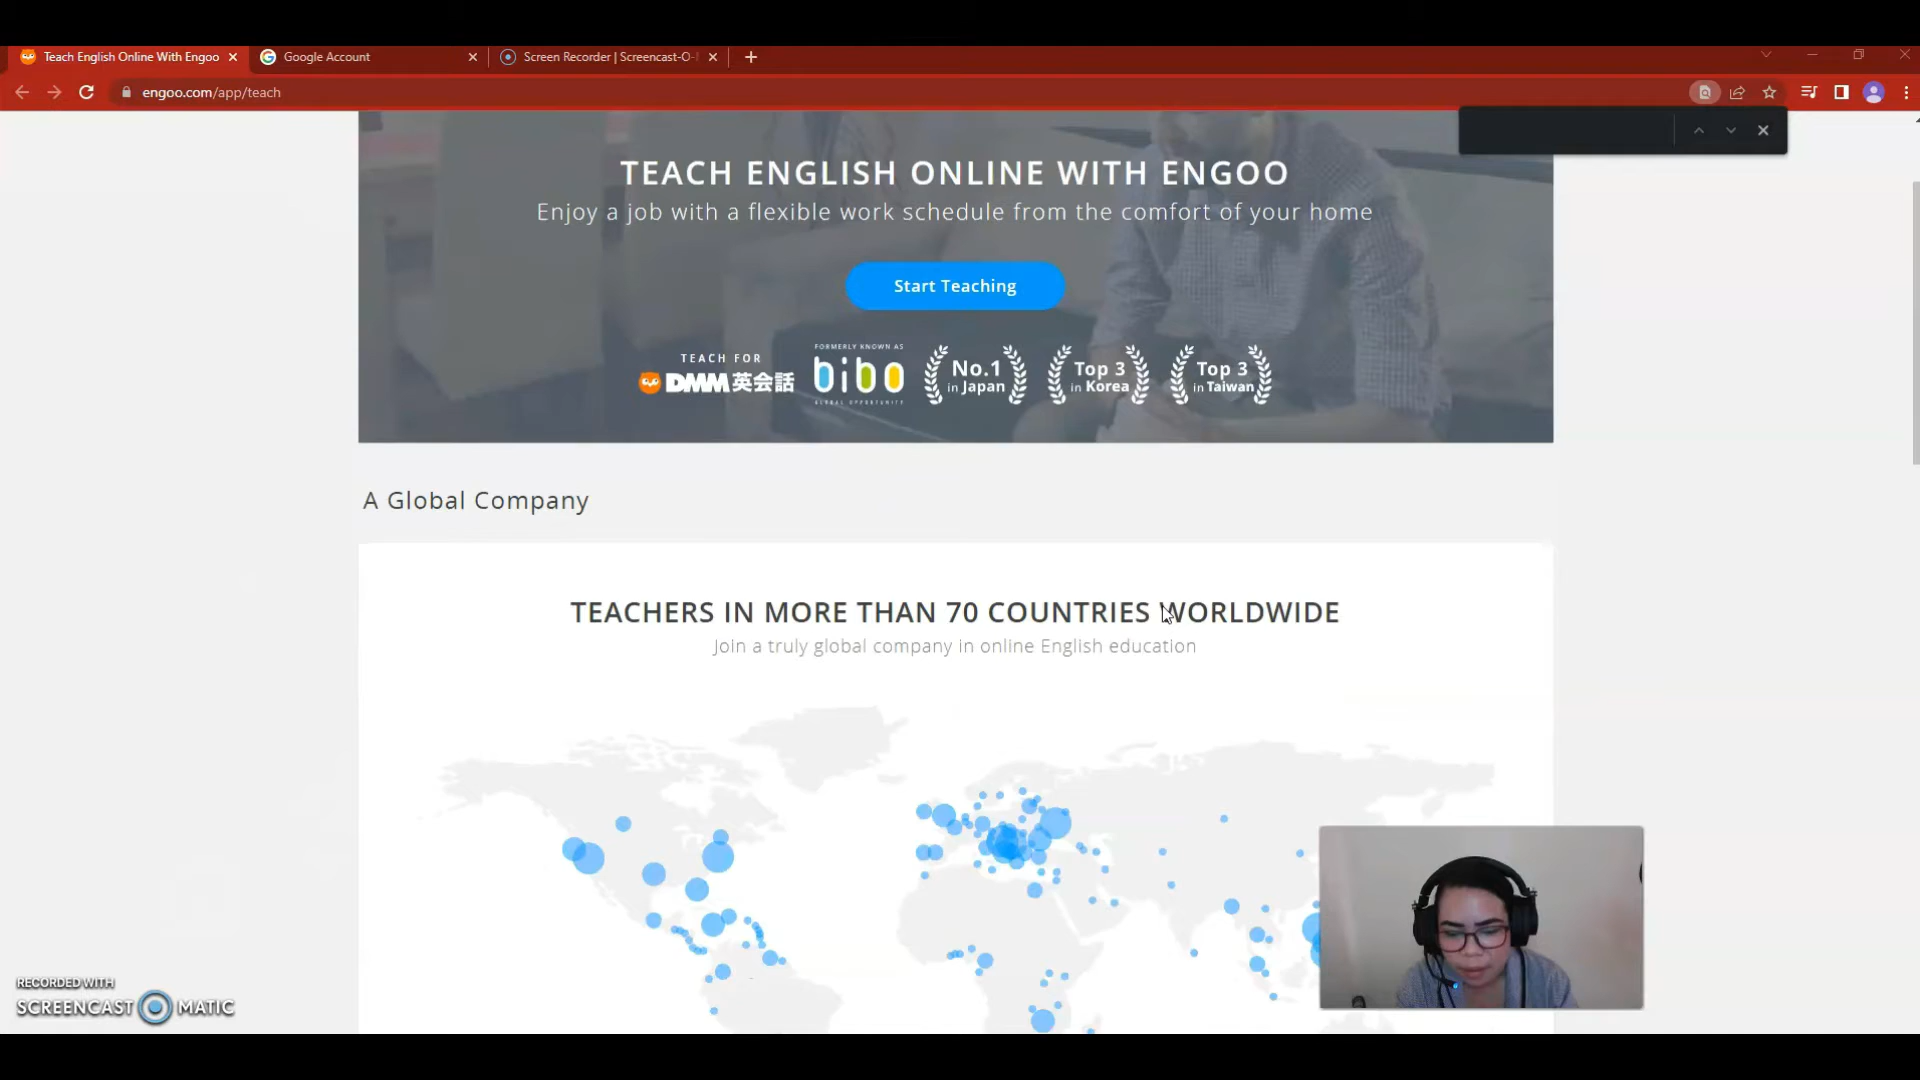 Teach English Online With Engoo
Google Account
Screen Recorder | Screencast-O-
engoo.com/app/teach
TEACH ENGLISH ONLINE WITH ENGOO
Enjoy a job with a flexible work schedule from the comfort of your home
Start Teaching
TEACH FOR
DMM英会話
FORMERLY KNOWN AS
bibo
GLOBAL OPPORTUNITY
No.1
in Japan
Top 3
in Korea
Top 3
in Taiwan
A Global Company
TEACHERS IN MORE THAN 70 COUNTRIES WORLDWIDE
Join a truly global company in online English education
RECORDED WITH
SCREENCAST MATIC